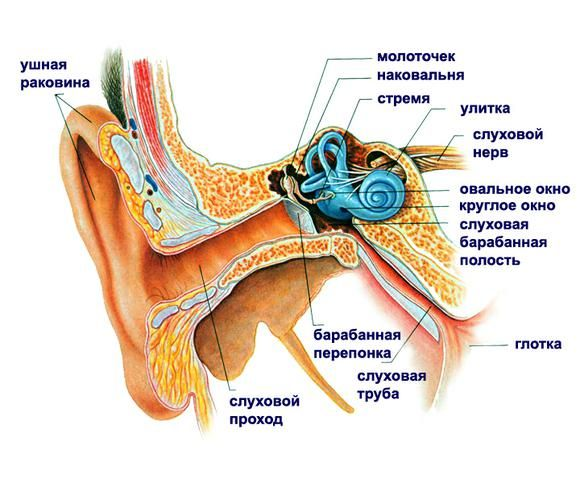 ушная
раковина
молоточек
наковальня
стремя
улитка
слуховой
нерв
овальное окно
круглое окно
слуховая
барабанная
полость
глотка
барабанная
перепонка
слуховая
труба
слуховой
проход